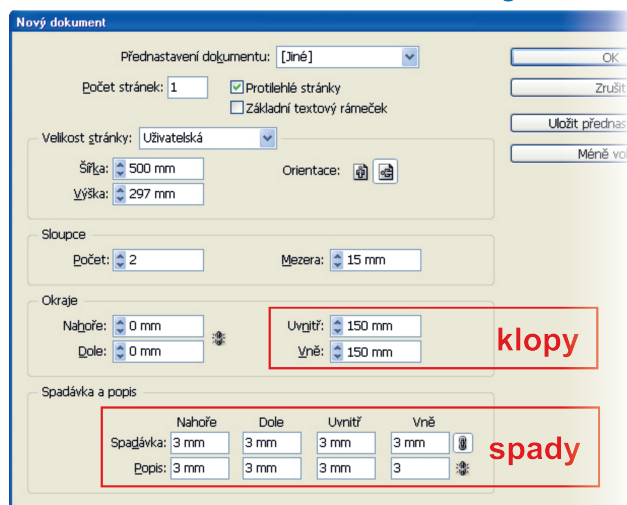 Nový dokument
Přednastavení dokumentu: [Jiné]
OK
Počet stránek: 1
Protilehlé stránky
Zrušit
Základní textový rámeček
Uložit přednas
Velikost stránky: Uživatelská
Méně vo
Šířka: 500 mm
Orientace:
Výška: 297 mm
Sloupce
Počet: 2
Mezera: 15 mm
Okraje
Nahoře: 0 mm
Uvnitř: 150 mm
klopy
Dole: 0 mm
Vně: 150 mm
Spadávka a popis
Nahoře Dole Uvnitř Vně
Spadávka: 3 mm 3 mm 3 mm 3 mm
spady
Popis: 3 mm 3 mm 3 mm 3